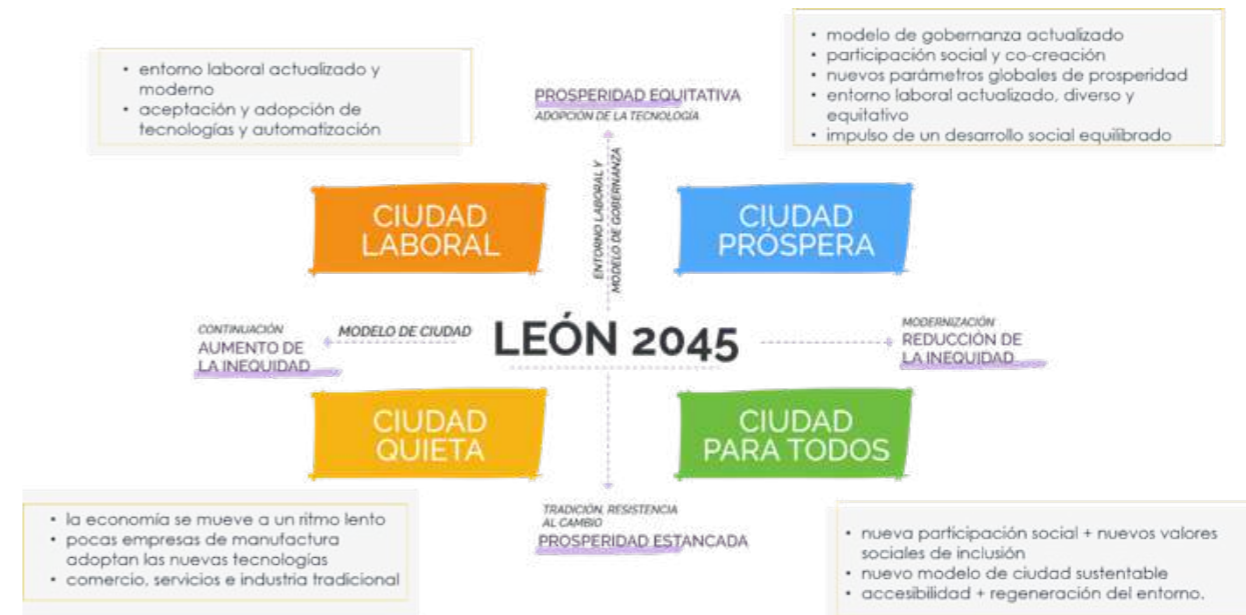 • entorno laboral actualizado y
moderno
• aceptación y adopción de
tecnologías y automatización
• modelo de gobernanza actualizado
• participación social y co-creación
• nuevos parámetros globales de prosperidad
• entorno laboral actualizado, diverso y
equitativo
• impulso de un desarrollo social equilibrado
PROSPERIDAD EQUITATIVA
ADOPCIÓN DE LA TECNOLOGÍA
ENTORNO LABORAL Y
MODELO DE GOBERNANZA
CIUDAD
LABORAL
CIUDAD
PRÓSPERA
CONTINUACIÓN
AUMENTO DE
LA INEQUIDAD
MODELO DE CIUDAD
LEÓN 2045
MODERNIZACIÓN
REDUCCIÓN DE
LA INEQUIDAD
CIUDAD
QUIETA
CIUDAD
PARA TODOS
TRADICIÓN, RESISTENCIA
AL CAMBIO
PROSPERIDAD ESTANCADA
• la economía se mueve a un ritmo lento
• pocas empresas de manufactura
adoptan las nuevas tecnologías
• comercio, servicios e industria tradicional
• nueva participación social + nuevos valores
sociales de inclusión
• nuevo modelo de ciudad sustentable
• accesibilidad + regeneración del entorno.